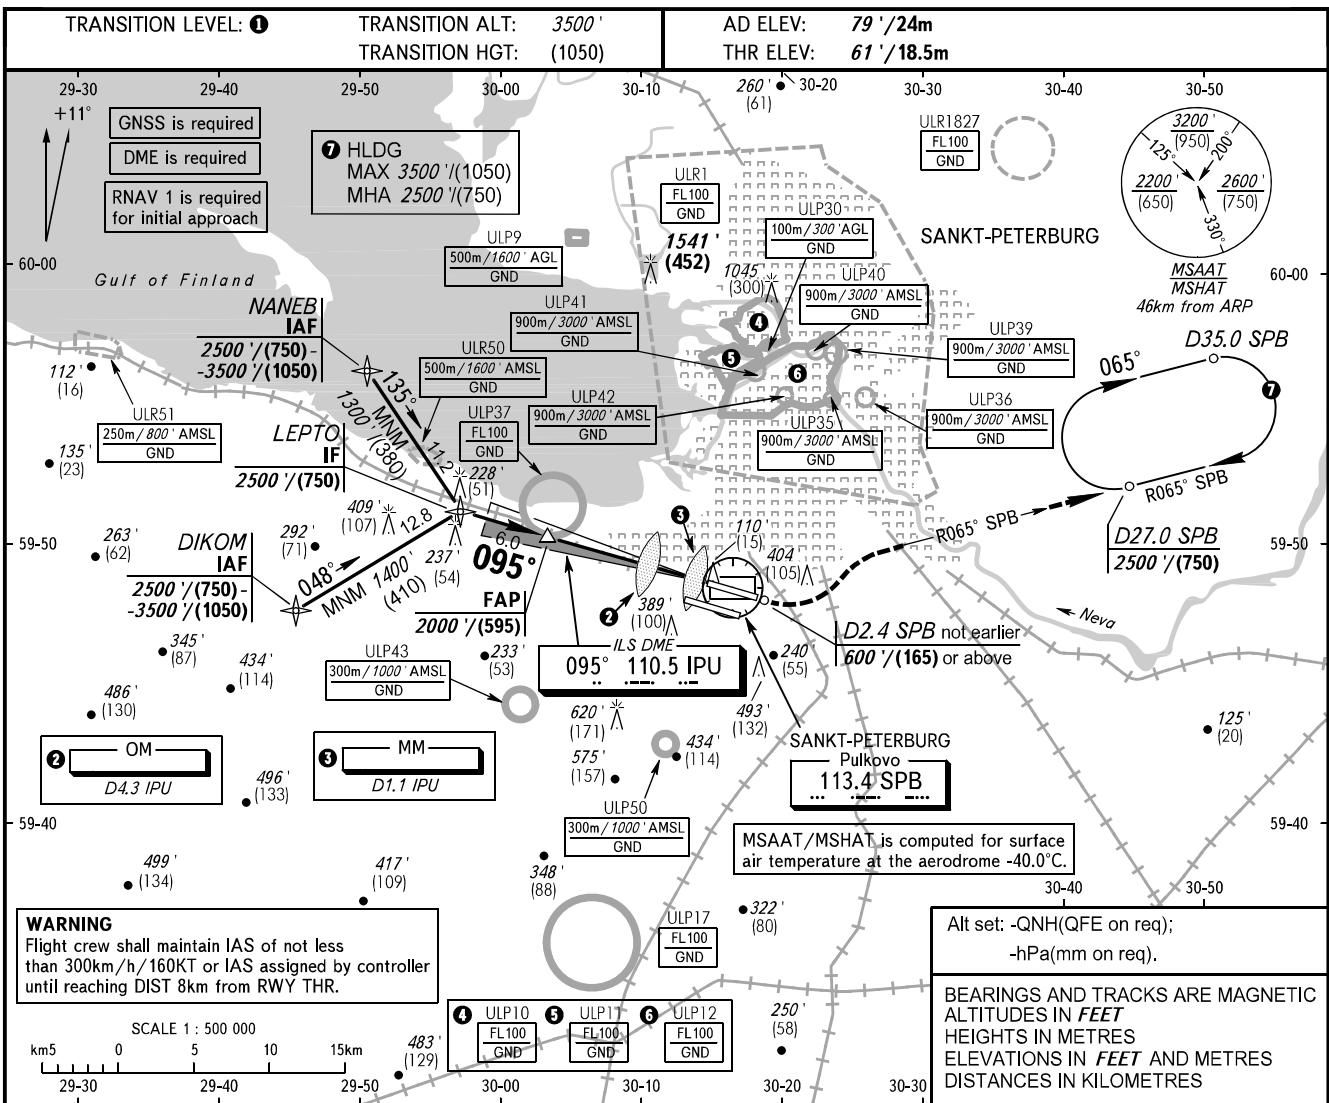 TRANSITION LEVEL: ❶
TRANSITION ALT: 3500 '
TRANSITION HGT: (1050)
AD ELEV: 79 '/24m
THR ELEV: 61 '/18.5m
29-30
29-40
29-50
30-00
30-10
30-20
30-30
30-40
30-50
+11°
GNSS is required
DME is required
RNAV 1 is required
for initial approach
❼ HLDG
MAX 3500 '/(1050)
MHA 2500 '/(750)
260 '
(61)
ULR1827
FL100
GND
3200 '
(950)
125°
200°
2200 '
(650)
2600 '
(750)
330°
MSAAT
MSHAT
46km from ARP
ULR1
FL100
GND
1541 '
(452)
ULP30
100m/300 ' AGL
GND
SANKT-PETERBURG
ULP9
500m/1600 ' AGL
GND
60-00
60-00
Gulf of Finland
1045 '
(300)
ULP40
900m/3000 ' AMSL
GND
NANEB
IAF
2500 '/(750) -
-3500 '/(1050)
ULP41
900m/3000 ' AMSL
GND
❹
❺
❻
ULP39
900m/3000 ' AMSL
GND
D35.0 SPB
065°
❼
112 '
(16)
ULR50
500m/1600 ' AMSL
GND
135°
MNM
1300 '/(380)
11.2
ULR51
250m/800 ' AMSL
GND
ULP42
900m/3000 ' AMSL
GND
ULP37
FL100
GND
ULP36
900m/3000 ' AMSL
GND
ULP35
900m/3000 ' AMSL
GND
LEPTO
IF
2500 '/(750)
135 '
(23)
228 '
(51)
R065° SPB
R065° SPB
D27.0 SPB
2500 '/(750)
409 '
(107)
12.8
292 '
(71)
263 '
(62)
59-50
59-50
6.0
095°
237 '
(54)
❸
110 '
(15)
404 '
(105)
DIKOM
IAF
2500 '/(750) -
-3500 '/(1050)
048°
MNM 1400 '
(410)
FAP
2000 '/(595)
❷
389 '
(100)
Neva
D2.4 SPB not earlier
600 '/(165) or above
345 '
(87)
434 '
(114)
233 '
(53)
ILS DME
095° 110.5 IPU
240 '
(55)
486 '
(130)
ULP43
300m/1000 ' AMSL
GND
620 '
(171)
493 '
(132)
125 '
(20)
❷ OM
D4.3 IPU
❸ MM
D1.1 IPU
575 '
(157)
434 '
(114)
SANKT-PETERBURG
Pulkovo
113.4 SPB
496 '
(133)
ULP50
300m/1000 ' AMSL
GND
59-40
59-40
MSAAT/MSHAT is computed for surface
air temperature at the aerodrome -40.0°C.
499 '
(134)
417 '
(109)
348 '
(88)
322 '
(80)
30-40
30-50
WARNING
Flight crew shall maintain IAS of not less
than 300km/h/160KT or IAS assigned by controller
until reaching DIST 8km from RWY THR.
ULP17
FL100
GND
Alt set: -QNH(QFE on req);
-hPa(mm on req).
BEARINGS AND TRACKS ARE MAGNETIC
ALTITUDES IN FEET
HEIGHTS IN METRES
ELEVATIONS IN FEET AND METRES
DISTANCES IN KILOMETRES
❹ ULP10
FL100
GND
❺ ULP11
FL100
GND
❻ ULP12
FL100
GND
250 '
(58)
483 '
(129)
SCALE 1 : 500 000
km5 0 5 10 15km
29-30
29-40
29-50
30-00
30-10
30-20
30-30